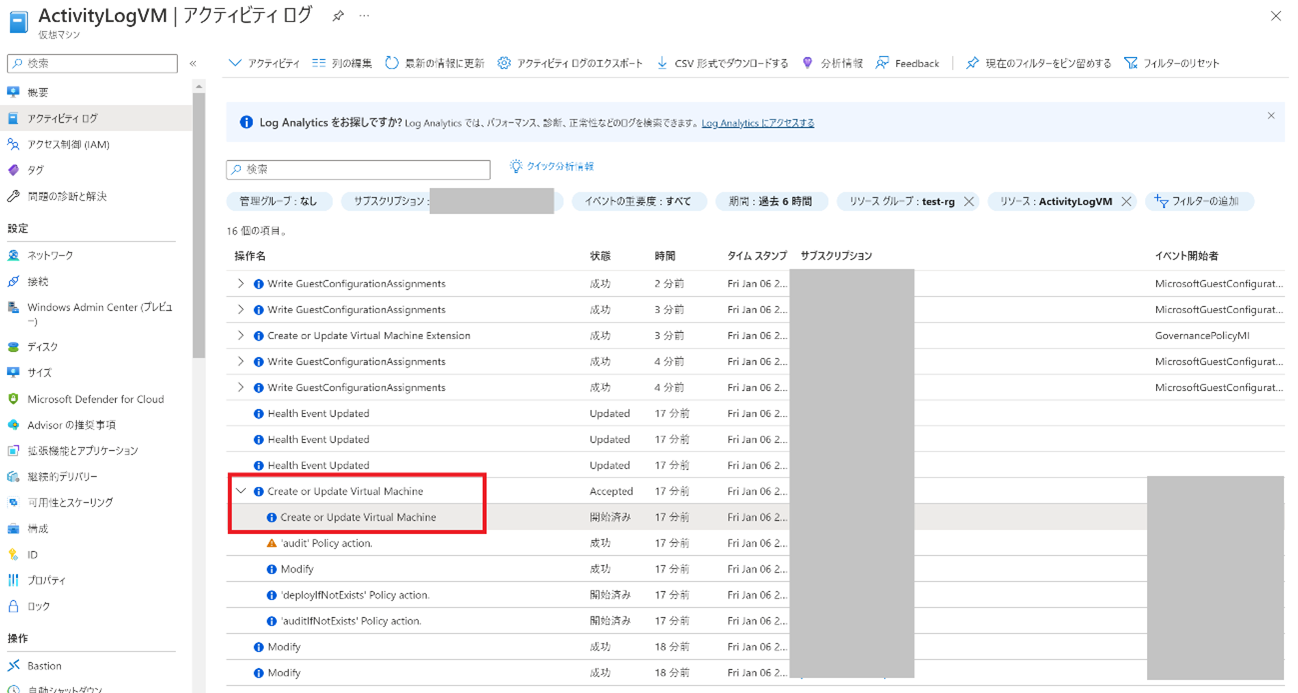 ActivityLogVM | アクティビティ ログ ...
仮想マシン
検索 «
アクティビティ 列の編集 最新の情報に更新 アクティビティ ログのエクスポート CSV 形式でダウンロードする 分析情報 Feedback 現在のフィルターをピン留めする フィルターのリセット
概要
アクティビティ ログ
アクセス制御 (IAM)
タグ
問題の診断と解決
設定
ネットワーク
接続
Windows Admin Center (プレビュ
ー)
ディスク
サイズ
Microsoft Defender for Cloud
Advisor の推奨事項
拡張機能とアプリケーション
継続的デリバリー
可用性とスケーリング
構成
ID
プロパティ
ロック
操作
Bastion
自動シャットダウン
Log Analytics をお探しですか? Log Analytics では、パフォーマンス、診断、正常性などのログを検索できます。 Log Analytics にアクセスする
検索 クイック分析情報
管理グループ : なし サブスクリプション : イベントの重要度 : すべて 期間 : 過去 6 時間 リソース グループ : test-rg リソース : ActivityLogVM フィルターの追加
16 個の項目。
操作名 状態 時間 タイム スタンプ サブスクリプション イベント開始者
Write GuestConfigurationAssignments 成功 2 分前 Fri Jan 06 2... MicrosoftGuestConfigurat...
Write GuestConfigurationAssignments 成功 3 分前 Fri Jan 06 2... MicrosoftGuestConfigurat...
Create or Update Virtual Machine Extension 成功 3 分前 Fri Jan 06 2... GovernancePolicyMI
Write GuestConfigurationAssignments 成功 4 分前 Fri Jan 06 2... MicrosoftGuestConfigurat...
Write GuestConfigurationAssignments 成功 4 分前 Fri Jan 06 2... MicrosoftGuestConfigurat...
Health Event Updated Updated 17 分前 Fri Jan 06 2...
Health Event Updated Updated 17 分前 Fri Jan 06 2...
Health Event Updated Updated 17 分前 Fri Jan 06 2...
Create or Update Virtual Machine Accepted 17 分前 Fri Jan 06 2...
Create or Update Virtual Machine 開始済み 17 分前 Fri Jan 06 2...
'audit' Policy action. 成功 17 分前 Fri Jan 06 2...
Modify 成功 17 分前 Fri Jan 06 2...
'deployIfNotExists' Policy action. 開始済み 17 分前 Fri Jan 06 2...
'auditIfNotExists' Policy action. 開始済み 17 分前 Fri Jan 06 2...
Modify 成功 18 分前 Fri Jan 06 2...
Modify 成功 18 分前 Fri Jan 06 2...